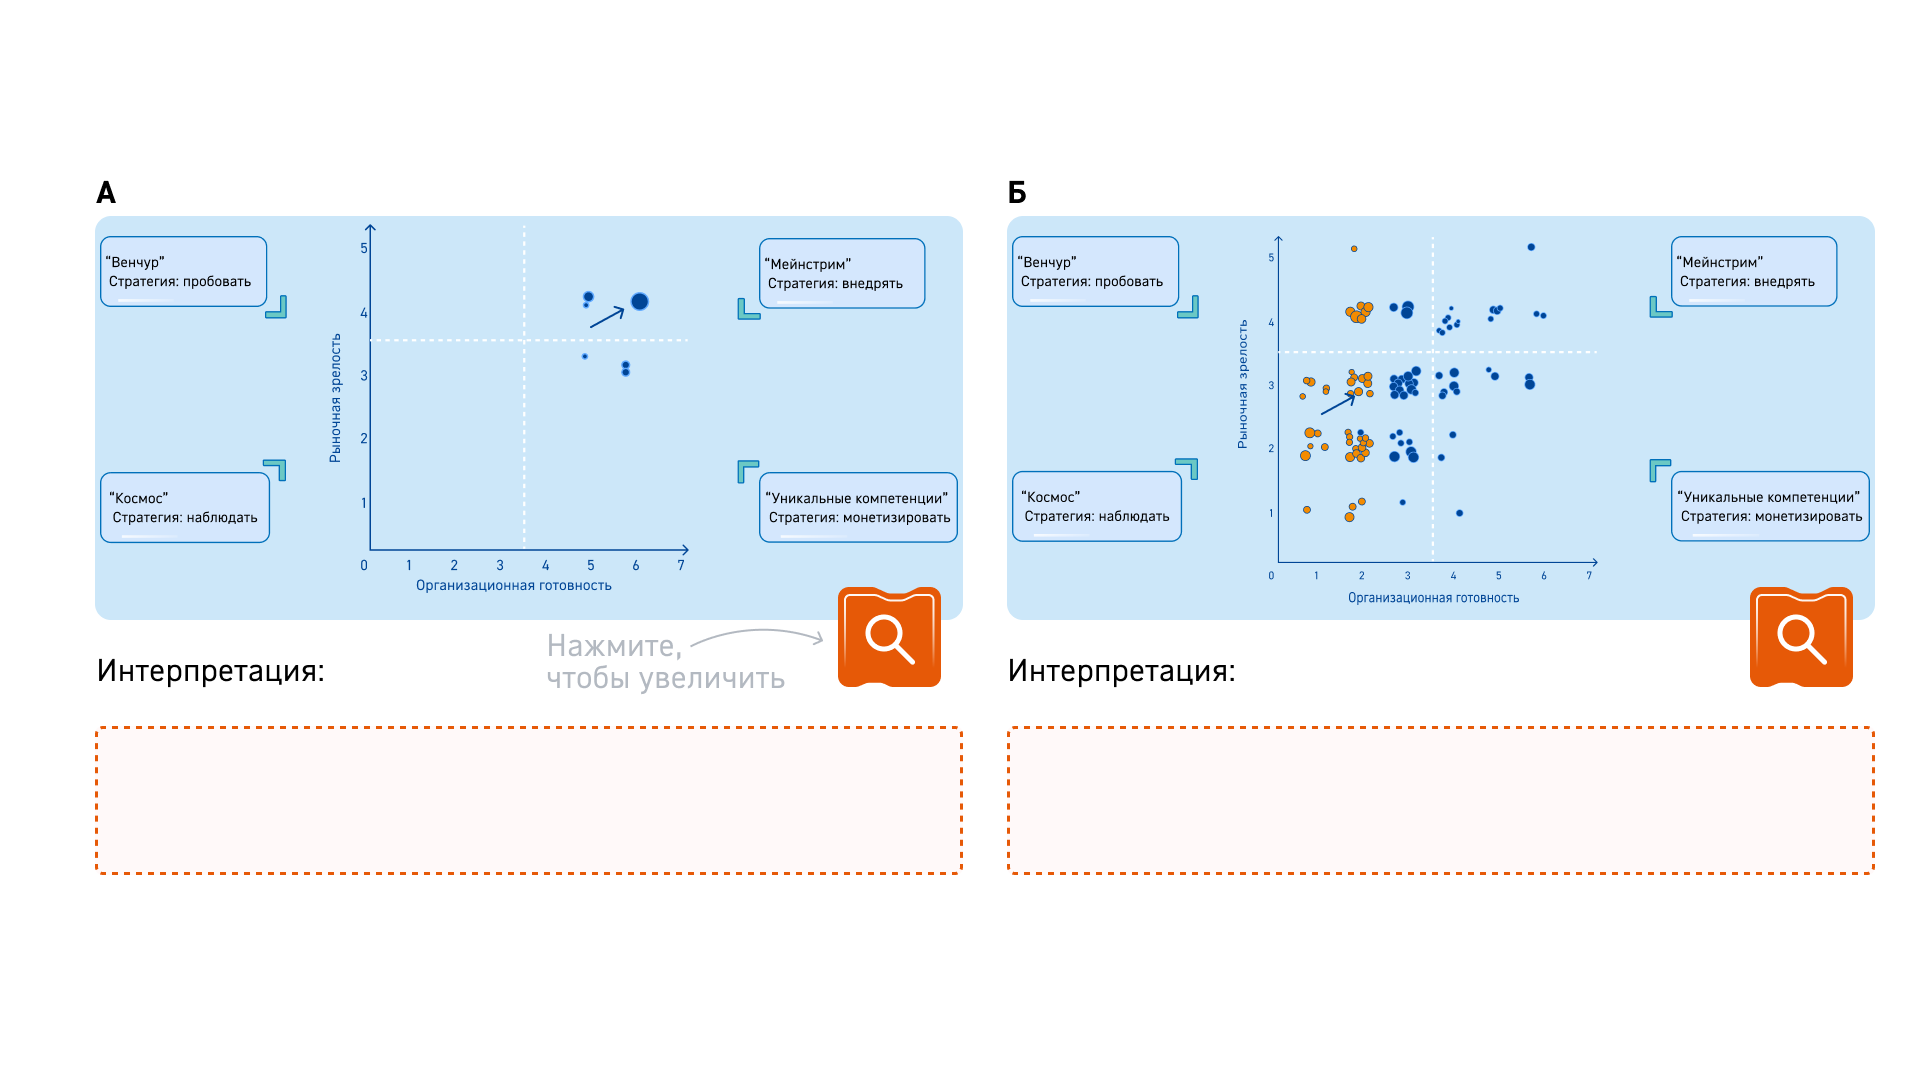 А
“Венчур”
Стратегия: пробовать
“Мейнстрим”
Стратегия: внедрять
5
4
3
2
1
Рыночная зрелость
“Космос”
Стратегия: наблюдать
“Уникальные компетенции”
Стратегия: монетизировать
0 1 2 3 4 5 6 7
Организационная готовность
Нажмите,
чтобы увеличить
Интерпретация:
Б
“Венчур”
Стратегия: пробовать
“Мейнстрим”
Стратегия: внедрять
5
4
3
2
1
Рыночная зрелость
“Космос”
Стратегия: наблюдать
“Уникальные компетенции”
Стратегия: монетизировать
0 1 2 3 4 5 6 7
Организационная готовность
Интерпретация: